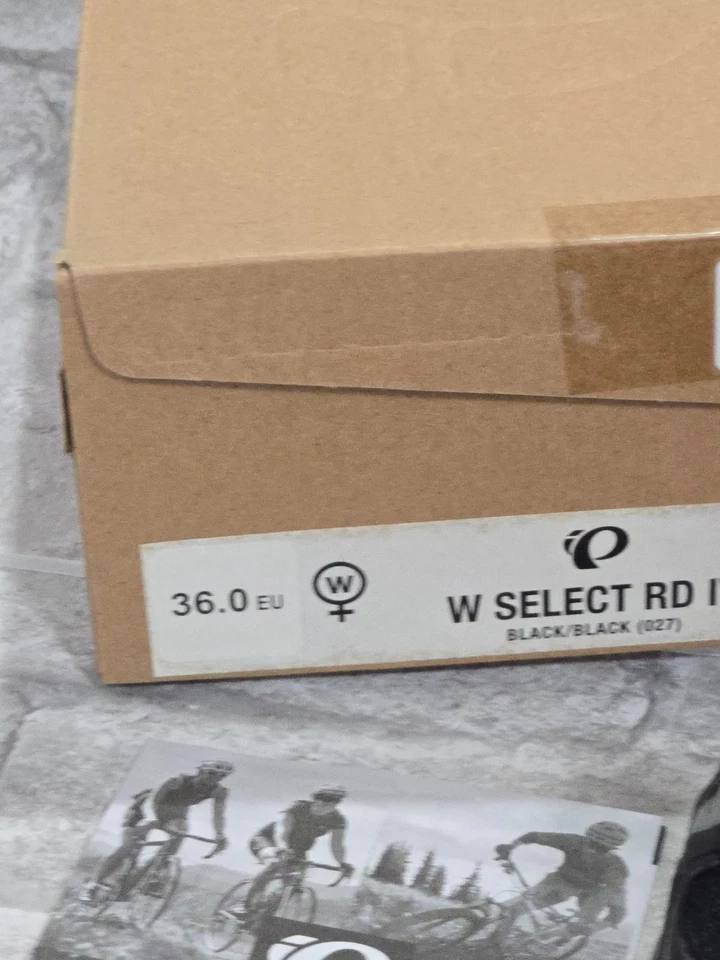 36.0 EU
W
W SELECT RD
BLACK/BLACK (027)